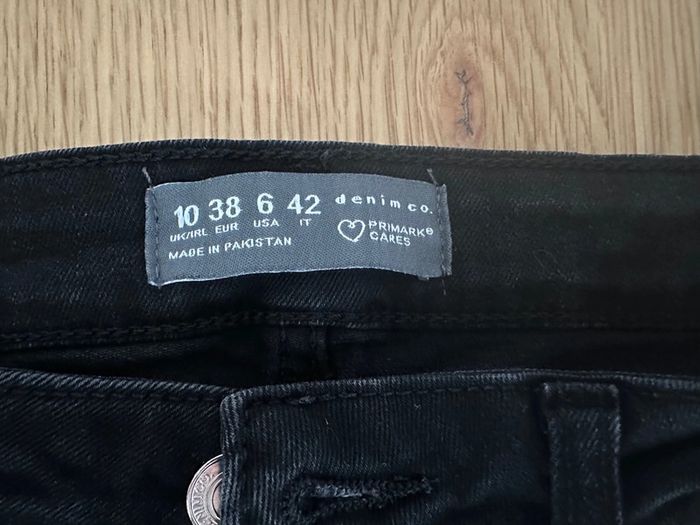 10 38 6 42 denim co.
UK/IRL EUR USA IT
PRIMARK®
CARES
MADE IN PAKISTAN